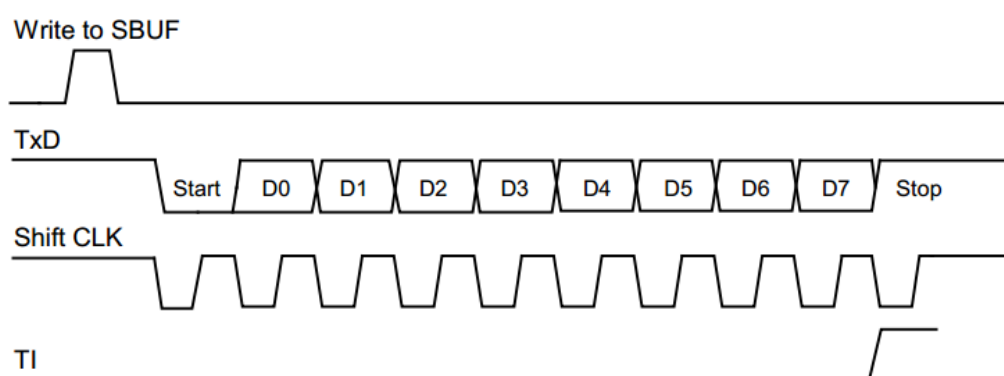 Write to SBUF
TxD
Start D0 D1 D2 D3 D4 D5 D6 D7 Stop
Shift CLK
TI